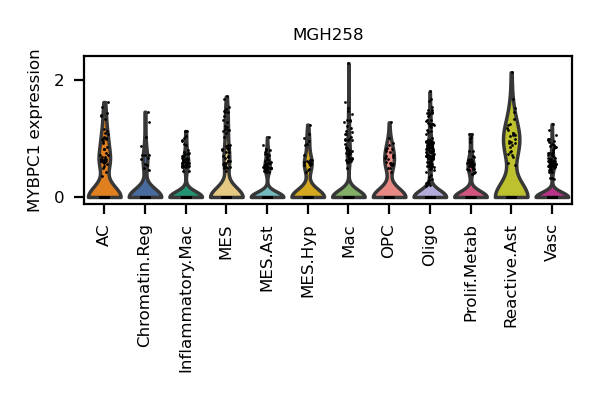 MGH258
MYBPC1 expression
2
0
AC
Chromatin.Reg
Inflammatory.Mac
MES
MES.Ast
MES.Hyp
Mac
OPC
Oligo
Prolif.Metab
Reactive.Ast
Vasc